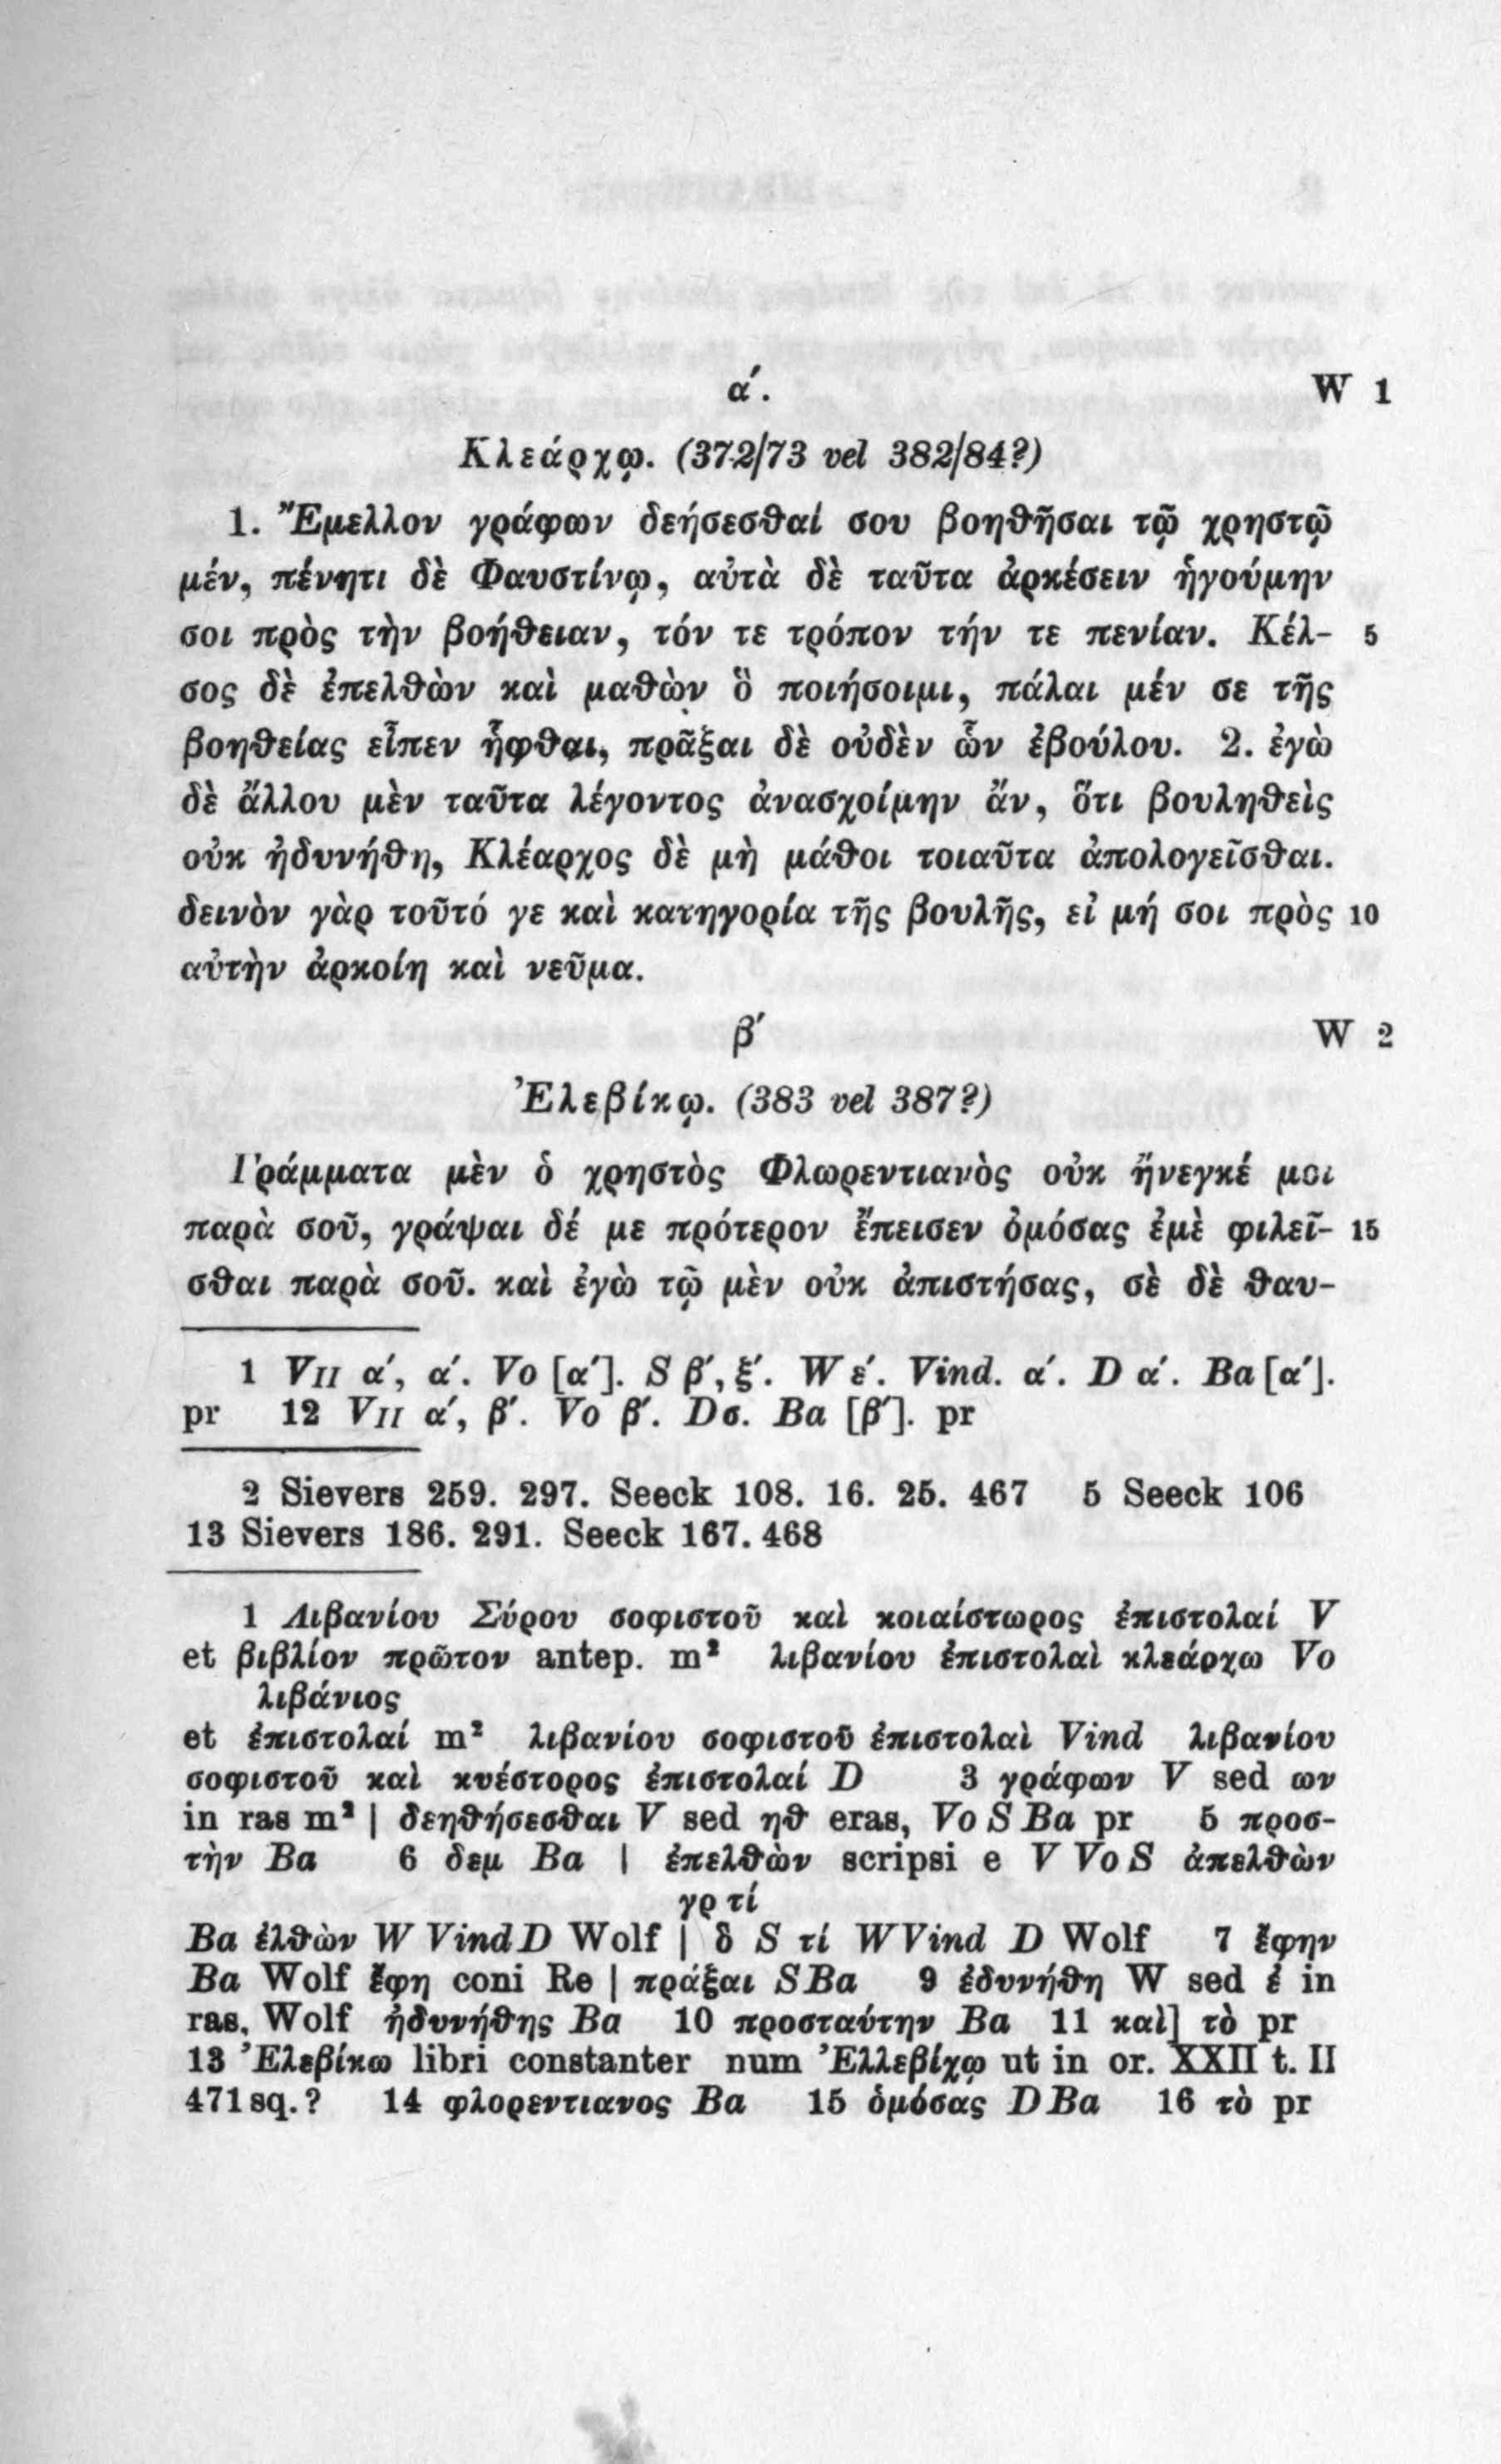 α΄. W 1
Κλεάρχῳ. (372/73 vel 382/84?)
1. Ἔμελλον γράφων δεήσεσθαί σου βοηθῆσαι τῷ χρηστῷ
μέν, πένητι δὲ Φαυστίνῳ, αὐτὰ δὲ ταῦτα ἀρκέσειν ἡγούμην
σοι πρὸς τὴν βοήθειαν, τόν τε τρόπον τήν τε πενίαν. Κέλ- 5
σος δὲ ἐπελθὼν καὶ μαθὼν ὃ ποιήσοιμι, πάλαι μέν σε τῆς
βοηθείας εἶπεν ἧφθαι, πρᾶξαι δὲ οὐδὲν ὧν ἐβούλου. 2. ἐγὼ
δὲ ἄλλου μὲν ταῦτα λέγοντος ἀνασχοίμην ἄν, ὅτι βουληθεὶς
οὐκ ἠδυνήθη, Κλέαρχος δὲ μὴ μάθοι τοιαῦτα ἀπολογεῖσθαι.
δεινὸν γὰρ τοῦτό γε καὶ κατηγορία τῆς βουλῆς, εἰ μή σοι πρὸς 10
αὐτὴν ἀρκοίη καὶ νεῦμα.
β΄ W 2
Ἐλεβίκῳ. (383 vel 387?)
Γράμματα μὲν ὁ χρηστὸς Φλωρεντιανὸς οὐκ ἤνεγκέ μοι
παρὰ σοῦ, γράψαι δέ με πρότερον ἔπεισεν ὀμόσας ἐμὲ φιλεῖ- 15
σθαι παρὰ σοῦ. καὶ ἐγὼ τῷ μὲν οὐκ ἀπιστήσας, σὲ δὲ θαυ-
1 VII α΄, α΄. Vo [α΄]. S β΄, ξ΄. W έ. Vind. α΄. D α΄. Ba [α΄].
pr 12 VII α΄, β΄. Vo β΄. Dσ. Ba [β΄]. pr
2 Sievers 259. 297. Seeck 108. 16. 25. 467 5 Seeck 106
13 Sievers 186. 291. Seeck 167. 468
1 Λιβανίου Σύρου σοφιστοῦ καὶ κοιαίστωρος ἐπιστολαί V
et βιβλίον πρῶτον antep. m² λιβανίου ἐπιστολαὶ κλεάρχω Vo
λιβάνιος
et ἐπιστολαί m² λιβανίου σοφιστοῦ ἐπιστολαὶ Vind λιβανίου
σοφιστοῦ καὶ κυέστορος ἐπιστολαί D 3 γράφων V sed ων
in ras m² | δεηθήσεσθαι V sed ηθ eras, Vo S Ba pr 5 προσ-
τὴν Ba 6 δεμ Ba | ἐπελθὼν scripsi e V Vo S ἀπελθὼν
γρ τί
Ba ἐλθὼν W Vind D Wolf | ὃ S τί W Vind D Wolf 7 ἔφην
Ba Wolf ἔφη coni Re | πράξαι S Ba 9 ἐδυνήθη W sed ἐ in
ras, Wolf ἠδυνήθης Ba 10 προσταύτην Ba 11 καὶ] τὸ pr
13 Ἐλεβίκω libri constanter num Ἐλλεβίχῳ ut in or. XXII t. II
471 sq.? 14 φλορεντιανος Ba 15 ὁμόσας D Ba 16 τὸ pr